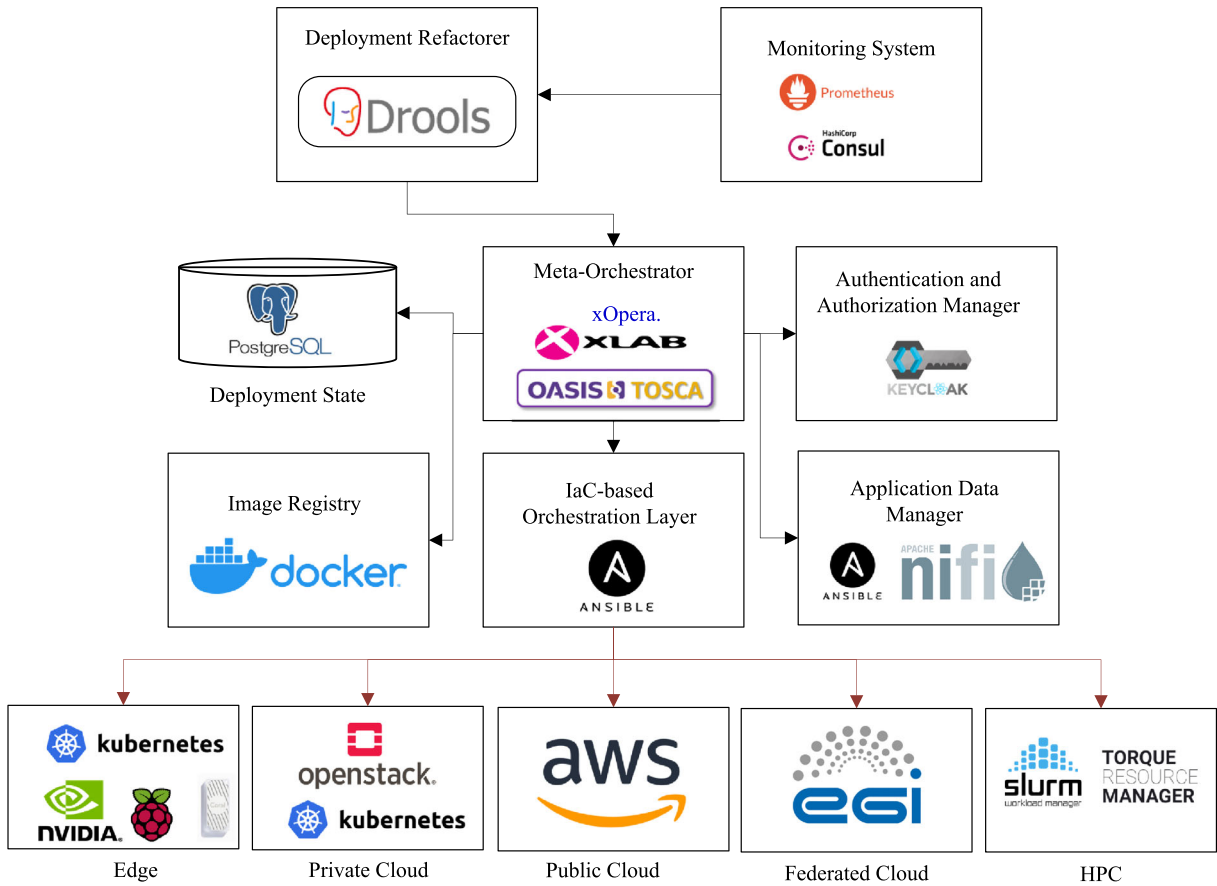 Deployment Refactorer
Drools
Monitoring System
Prometheus
HashiCorp
Consul
PostgreSQL
Deployment State
Meta-Orchestrator
xOpera.
XLAB
OASIS TOSCA
Authentication and
Authorization Manager
KEYCLOAK
Image Registry
docker
IaC-based
Orchestration Layer
ANSIBLE
Application Data
Manager
ANSIBLE
APACHE
nifi
kubernetes
NVIDIA.
Coral
Edge
openstack.
kubernetes
Private Cloud
aws
Public Cloud
egi
Federated Cloud
slurm
workload manager
TORQUE
RESOURCE
MANAGER
HPC